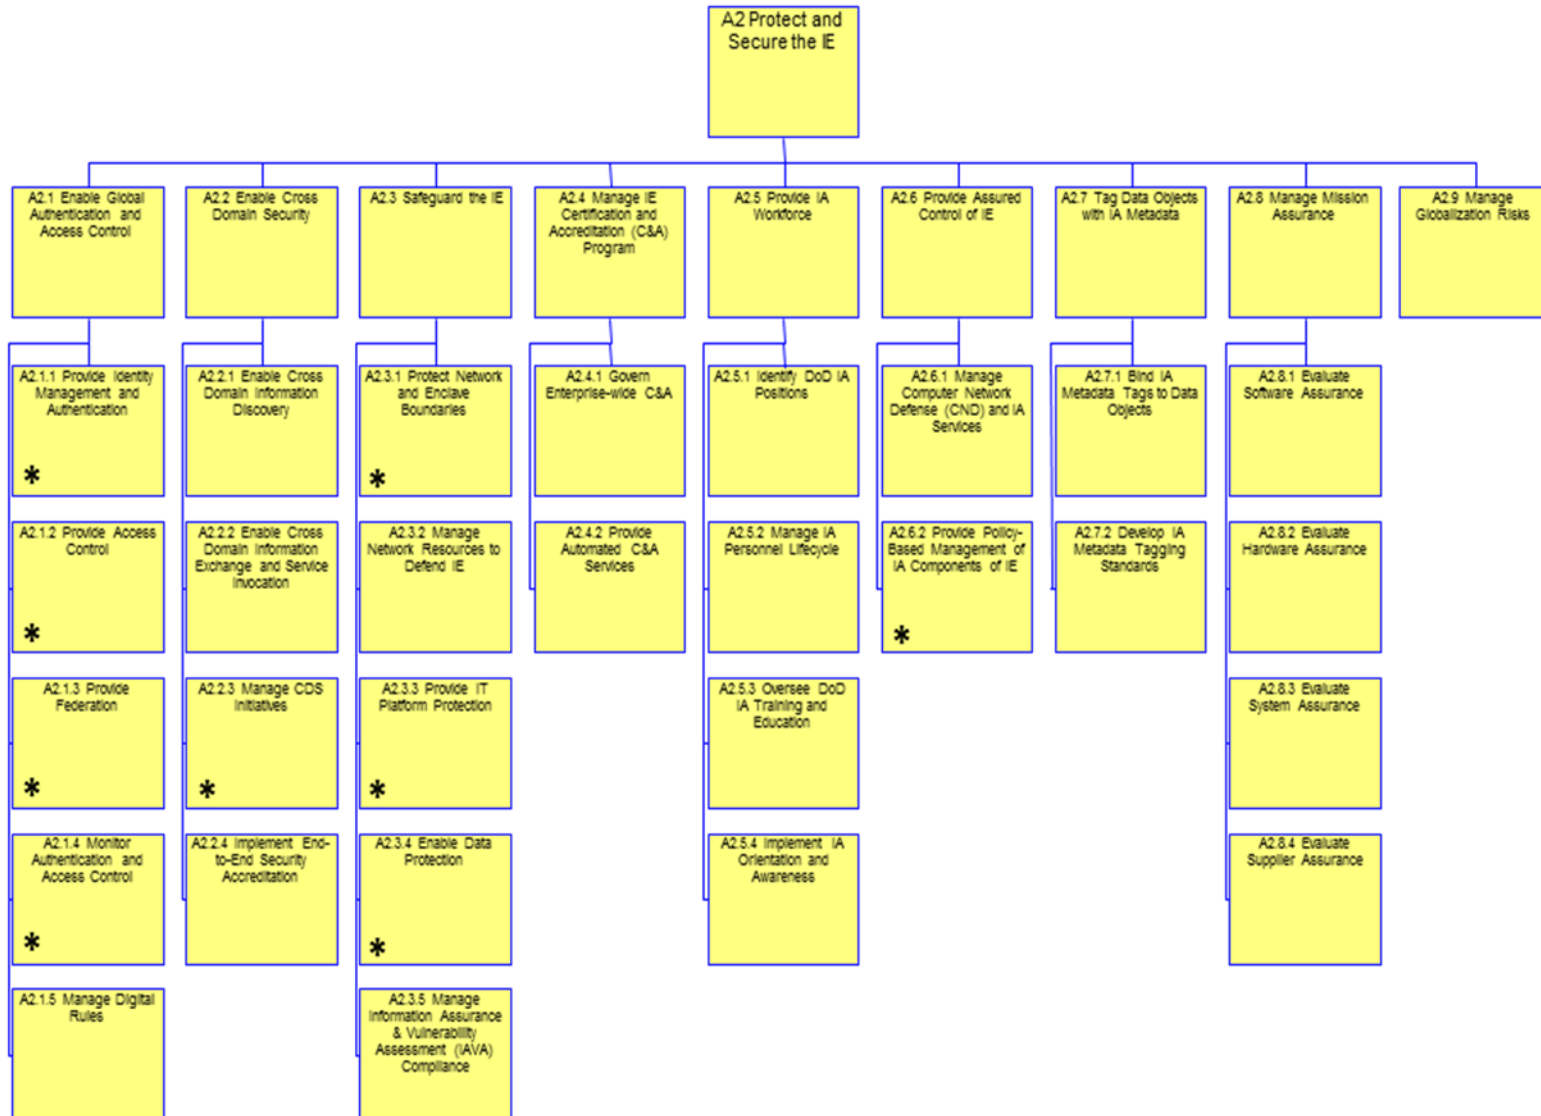 A2 Protect and
Secure the IE
A2.1 Enable Global
Authentication and
Access Control
A2.2 Enable Cross
Domain Security
A2.3 Safeguard the IE
A2.4 Manage IE
Certification and
Accreditation (C&A)
Program
A2.5 Provide IA
Workforce
A2.6 Provide Assured
Control of IE
A2.7 Tag Data Objects
with IA Metadata
A2.8 Manage Mission
Assurance
A2.9 Manage
Globalization Risks
A2.1.1 Provide Identity
Management and
Authentication
*
A2.2.1 Enable Cross
Domain Information
Discovery
A2.3.1 Protect Network
and Enclave
Boundaries
*
A2.4.1 Govern
Enterprise-wide C&A
A2.5.1 Identify DoD IA
Positions
A2.6.1 Manage
Computer Network
Defense (CND) and IA
Services
A2.7.1 Bind IA
Metadata Tags to Data
Objects
A2.8.1 Evaluate
Software Assurance
A2.1.2 Provide Access
Control
*
A2.2.2 Enable Cross
Domain Information
Exchange and Service
Invocation
A2.3.2 Manage
Network Resources to
Defend IE
A2.4.2 Provide
Automated C&A
Services
A2.5.2 Manage IA
Personnel Lifecycle
A2.6.2 Provide Policy-
Based Management of
IA Components of IE
*
A2.7.2 Develop IA
Metadata Tagging
Standards
A2.8.2 Evaluate
Hardware Assurance
A2.1.3 Provide
Federation
*
A2.2.3 Manage CDS
Initiatives
*
A2.3.3 Provide IT
Platform Protection
*
A2.5.3 Oversee DoD
IA Training and
Education
A2.8.3 Evaluate
System Assurance
A2.1.4 Monitor
Authentication and
Access Control
*
A2.2.4 Implement End-
to-End Security
Accreditation
A2.3.4 Enable Data
Protection
*
A2.5.4 Implement IA
Orientation and
Awareness
A2.8.4 Evaluate
Supplier Assurance
A2.1.5 Manage Digital
Rules
A2.3.5 Manage
Information Assurance
& Vulnerability
Assessment (IAVA)
Compliance